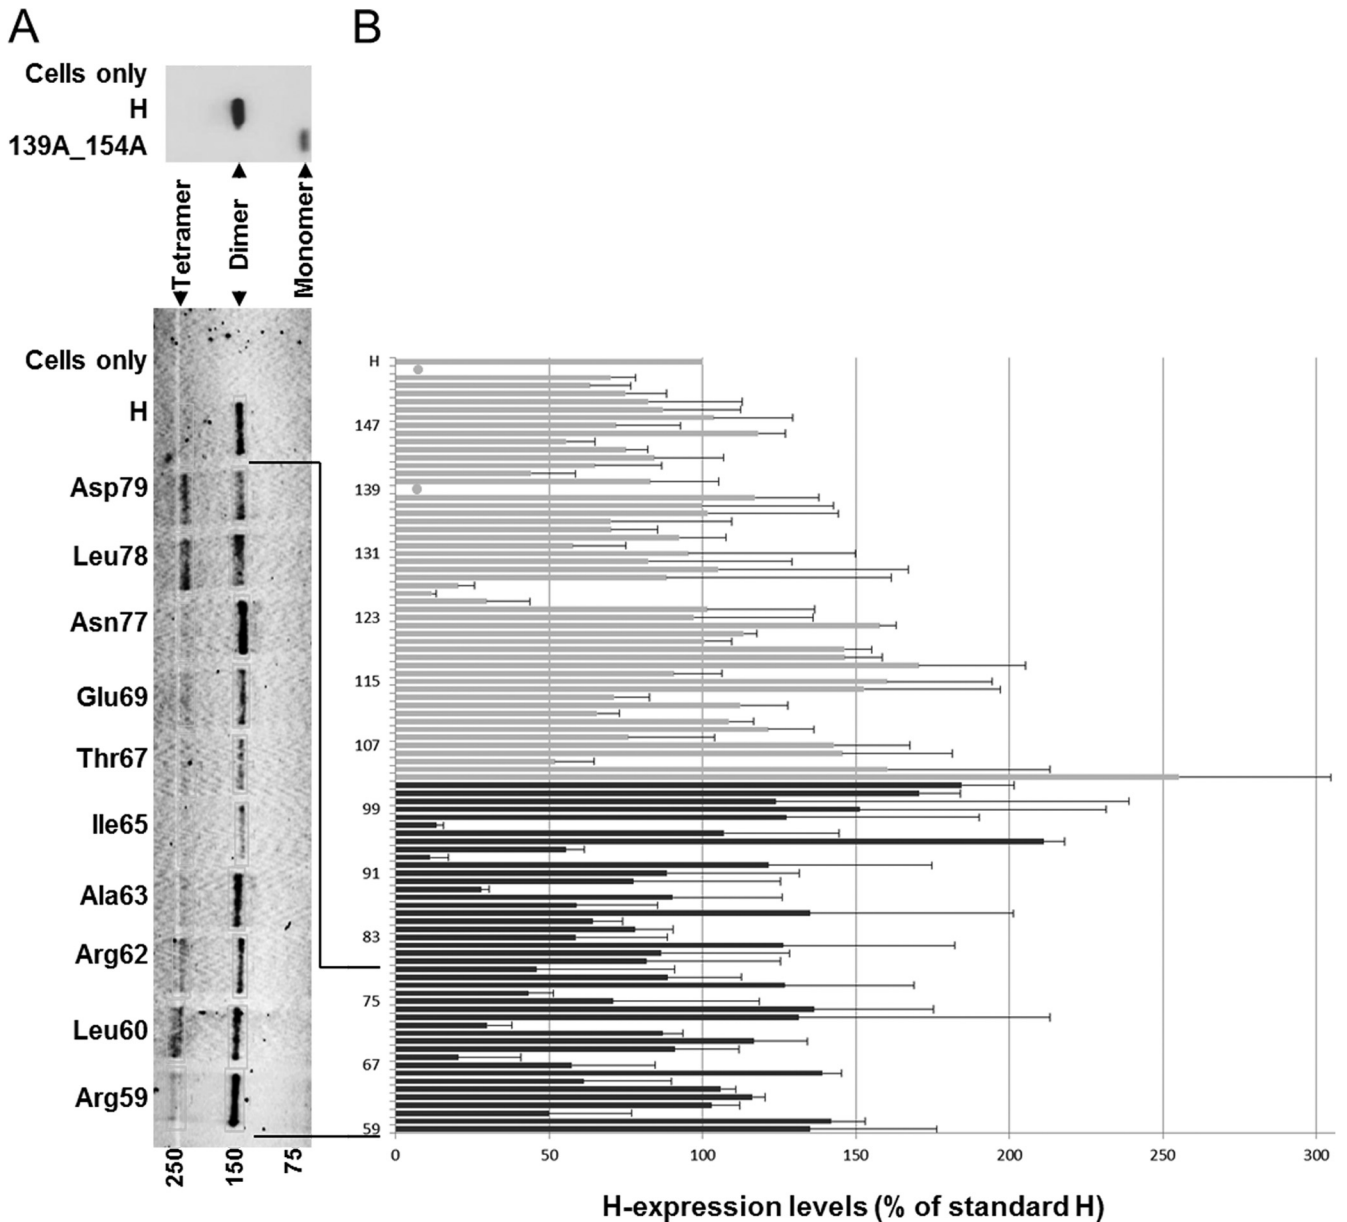 A
B
Cells only
H
139A_154A
Tetramer
Dimer
Monomer
Cells only
H
Asp79
Leu78
Asn77
Glu69
Thr67
Ile65
Ala63
Arg62
Leu60
Arg59
250
150
75
H
147
139
131
123
115
107
99
91
83
75
67
59
0 50 100 150 200 250 300
H-expression levels (% of standard H)